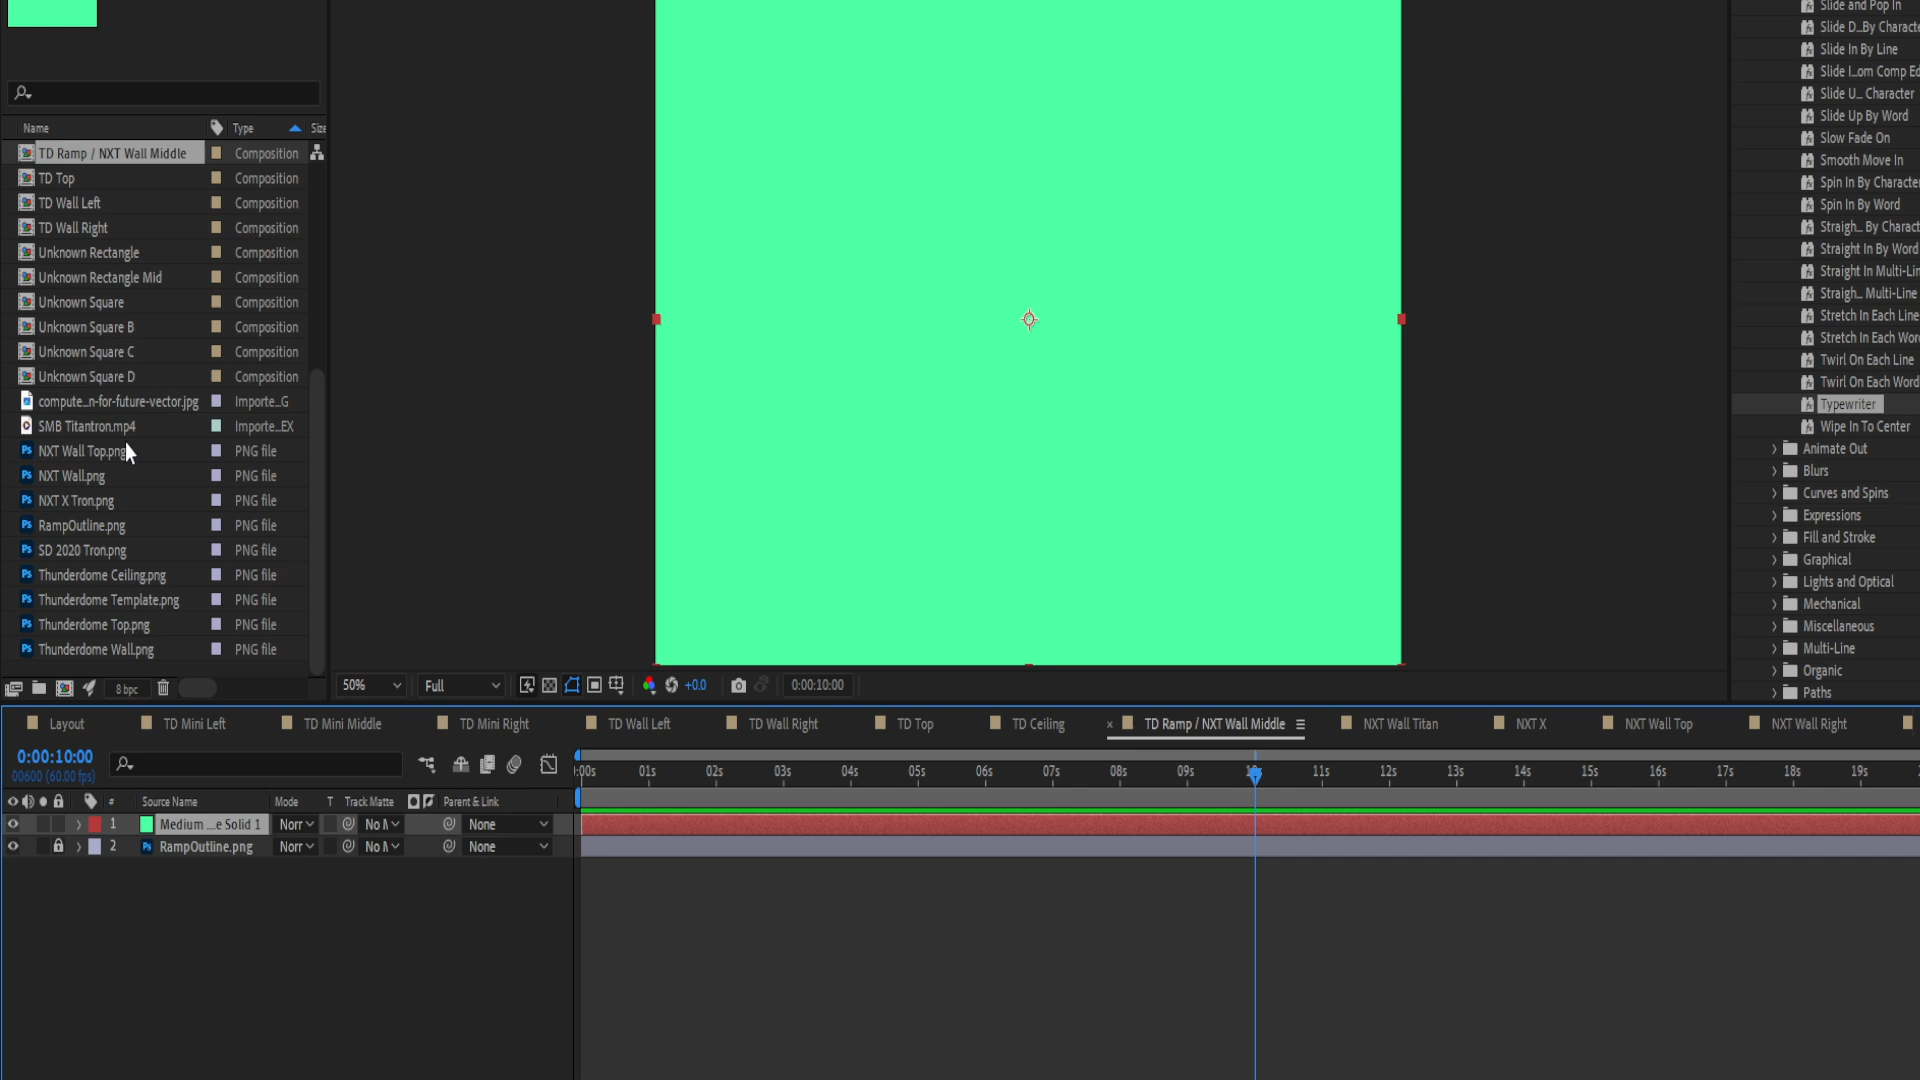 Name Type Size
TD Ramp / NXT Wall Middle Composition
TD Top Composition
TD Wall Left Composition
TD Wall Right Composition
Unknown Rectangle Composition
Unknown Rectangle Mid Composition
Unknown Square Composition
Unknown Square B Composition
Unknown Square C Composition
Unknown Square D Composition
compute...n-for-future-vector.jpg Importe...G
SMB Titantron.mp4 Importe...EX
NXT Wall Top.png PNG file
NXT Wall.png PNG file
NXT X Tron.png PNG file
RampOutline.png PNG file
SD 2020 Tron.png PNG file
Thunderdome Ceiling.png PNG file
Thunderdome Template.png PNG file
Thunderdome Top.png PNG file
Thunderdome Wall.png PNG file
8 bpc
50% Full +0.0 0:00:10:00
Slide and Pop In
Slide D...By Characte
Slide In By Line
Slide I...om Comp Ed
Slide U... Character
Slide Up By Word
Slow Fade On
Smooth Move In
Spin In By Character
Spin In By Word
Straigh... By Charact
Straight In By Word
Straight In Multi-Lin
Straigh... Multi-Line
Stretch In Each Line
Stretch In Each Word
Twirl On Each Line
Twirl On Each Word
Typewriter
Wipe In To Center
Animate Out
Blurs
Curves and Spins
Expressions
Fill and Stroke
Graphical
Lights and Optical
Mechanical
Miscellaneous
Multi-Line
Organic
Paths
Layout TD Mini Left TD Mini Middle TD Mini Right TD Wall Left TD Wall Right TD Top TD Ceiling × TD Ramp / NXT Wall Middle NXT Wall Titan NXT X NXT Wall Top NXT Wall Right
0:00:10:00
00600 (60.00 fps)
:00s 01s 02s 03s 04s 05s 06s 07s 08s 09s 10s 11s 12s 13s 14s 15s 16s 17s 18s 19s 2
# Source Name Mode T Track Matte Parent & Link
1 Medium ...e Solid 1 Norr No M None
2 RampOutline.png Norr No M None